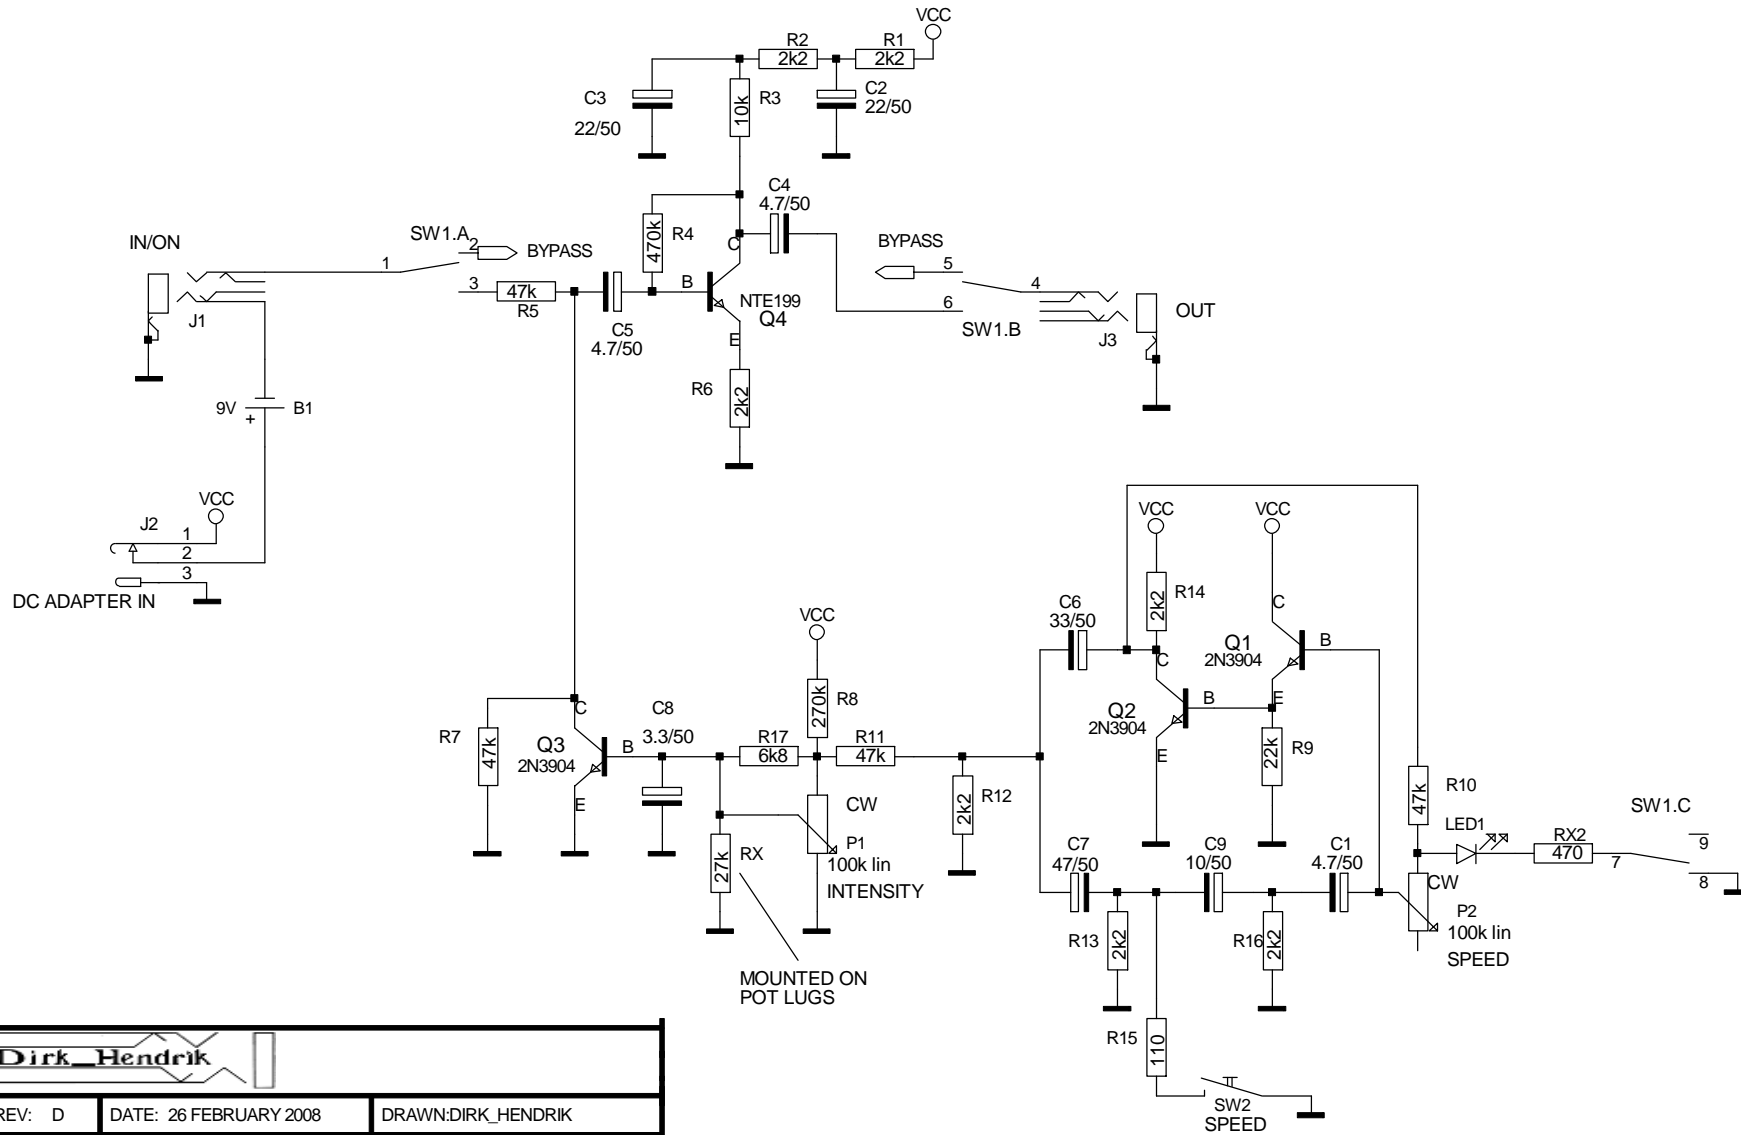 VCC
R2
2k2
R1
2k2
C3
22/50
10k
R3
C2
22/50
C4
4.7/50
IN/ON
SW1.A
2
BYPASS
1
470k
R4
C
BYPASS
5
3
47k
R5
B
NTE199
Q4
4
6
J1
C5
4.7/50
SW1.B
J3
OUT
E
R6
2k2
9V
+
B1
VCC
J2
1
2
3
DC ADAPTER IN
VCC
VCC
2k2
R14
C6
33/50
C
VCC
Q1
2N3904
B
C
270k
R8
R7
47k
C
C8
3.3/50
Q2
2N3904
B
E
Q3
2N3904
B
R17
6k8
R11
47k
E
22k
R9
E
CW
2k2
R12
47k
R10
SW1.C
P1
100k lin
INTENSITY
27k
RX
LED1
RX2
470
7
9
8
C7
47/50
C9
10/50
C1
4.7/50
CW
P2
100k lin
SPEED
R13
2k2
R16
2k2
MOUNTED ON
POT LUGS
R15
110
SW2
SPEED
Dirk_Hendrik
REV: D
DATE: 26 FEBRUARY 2008
DRAWN:DIRK_HENDRIK